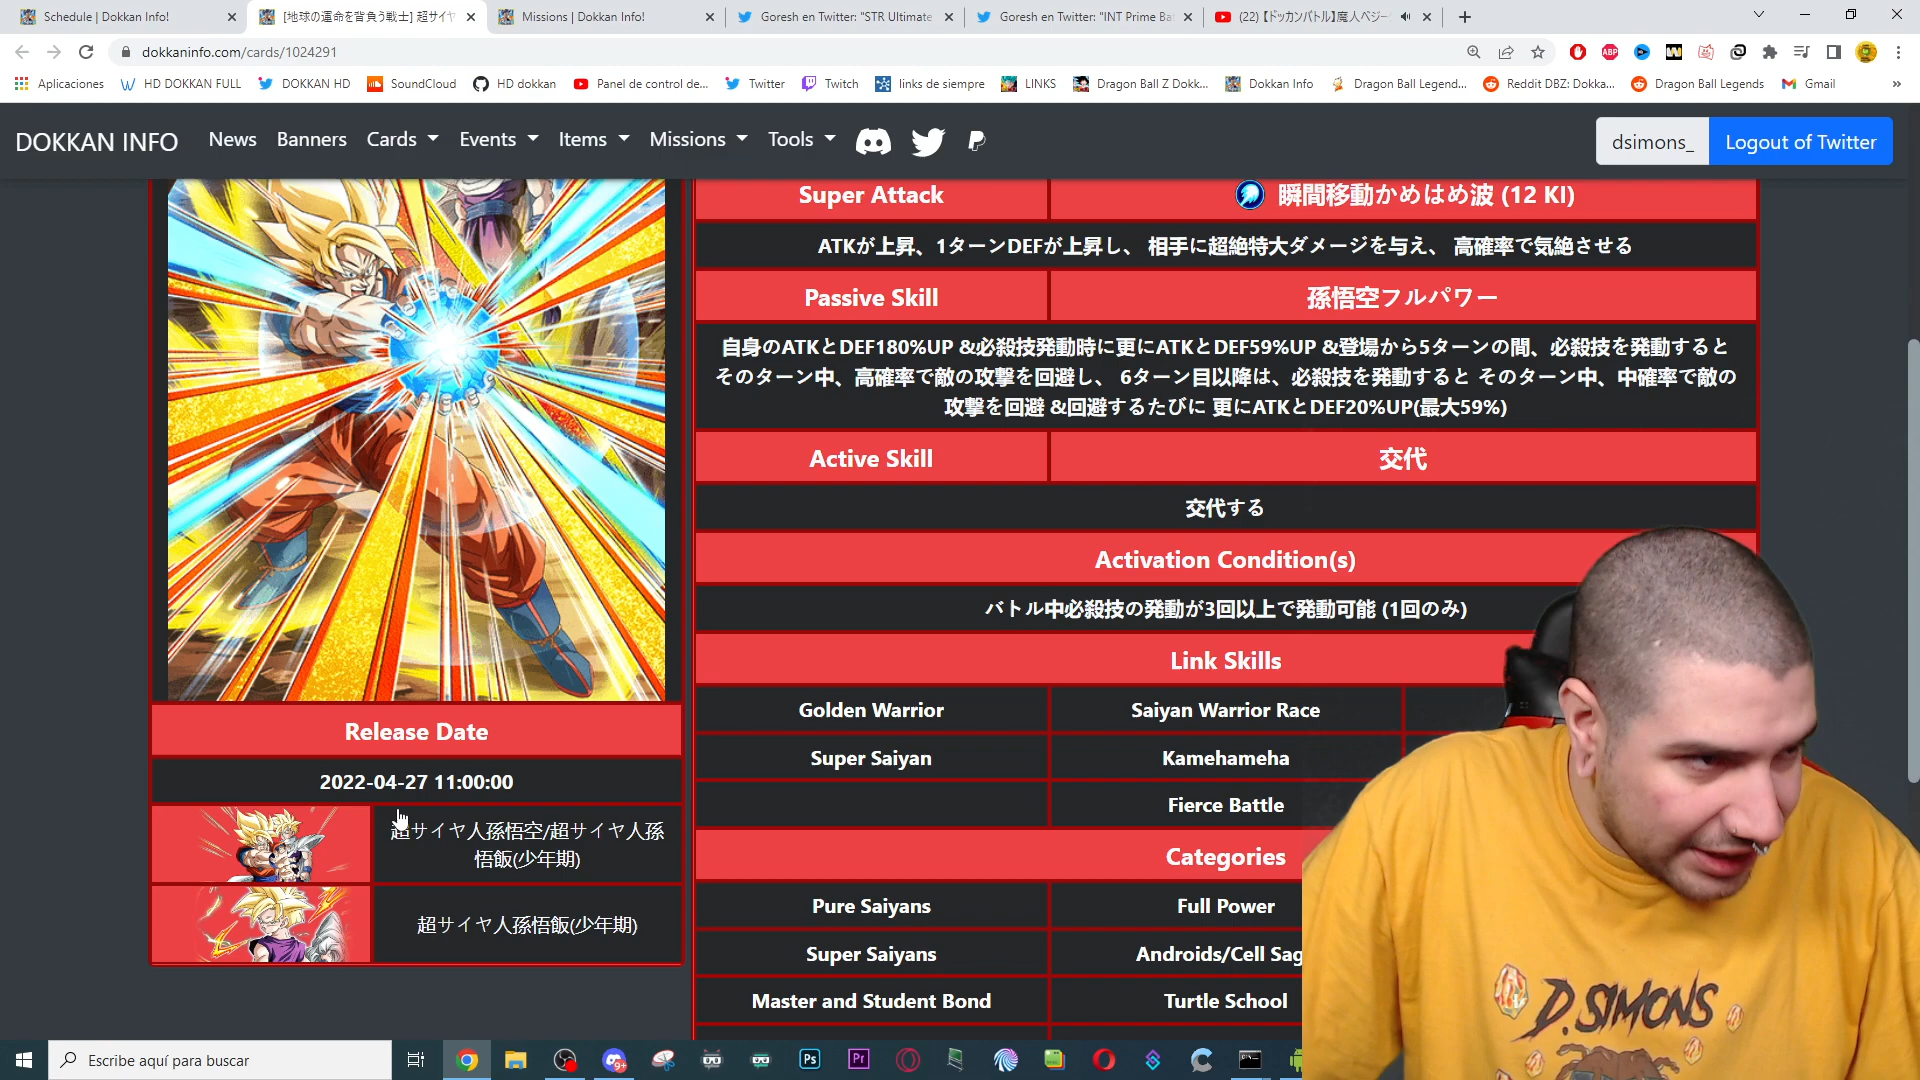 Schedule | Dokkan Info!
[地球の運命を背負う戦士] 超サイヤ
Missions | Dokkan Info!
Goresh en Twitter: "STR Ultimate
Goresh en Twitter: "INT Prime Ba
(22) 【ドッカンバトル】魔人ベジー
dokkaninfo.com/cards/1024291
Aplicaciones
HD DOKKAN FULL
DOKKAN HD
SoundCloud
HD dokkan
Panel de control de...
Twitter
Twitch
links de siempre
LINKS
Dragon Ball Z Dokk...
Dokkan Info
Dragon Ball Legend...
Reddit DBZ: Dokka...
Dragon Ball Legends
Gmail
»
DOKKAN INFO
News
Banners
Cards
Events
Items
Missions
Tools
dsimons_
Logout of Twitter
Super Attack
瞬間移動かめはめ波 (12 KI)
ATKが上昇、1ターンDEFが上昇し、 相手に超絶特大ダメージを与え、 高確率で気絶させる
Passive Skill
孫悟空フルパワー
自身のATKとDEF180%UP &必殺技発動時に更にATKとDEF59%UP &登場から5ターンの間、必殺技を発動すると
そのターン中、高確率で敵の攻撃を回避し、 6ターン目以降は、必殺技を発動すると そのターン中、中確率で敵の
攻撃を回避 &回避するたびに 更にATKとDEF20%UP(最大59%)
Active Skill
交代
交代する
Activation Condition(s)
バトル中必殺技の発動が3回以上で発動可能 (1回のみ)
Link Skills
Golden Warrior
Saiyan Warrior Race
Super Saiyan
Kamehameha
Fierce Battle
Categories
Pure Saiyans
Full Power
Super Saiyans
Androids/Cell Sag
Master and Student Bond
Turtle School
Release Date
2022-04-27 11:00:00
超サイヤ人孫悟空/超サイヤ人孫
悟飯(少年期)
超サイヤ人孫悟飯(少年期)
D.SIMONS
Escribe aquí para buscar